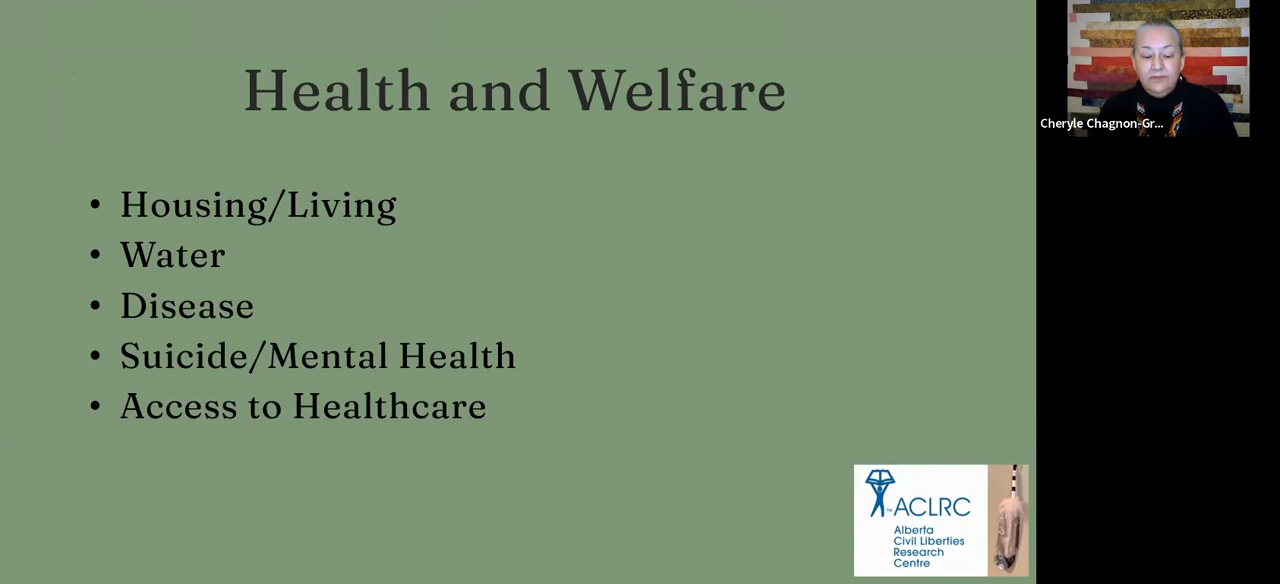 Health and Welfare
• Housing/Living
• Water
• Disease
• Suicide/Mental Health
• Access to Healthcare
Cheryle Chagnon-Gr...
™ACLRC
Alberta
Civil Liberties
Research
Centre